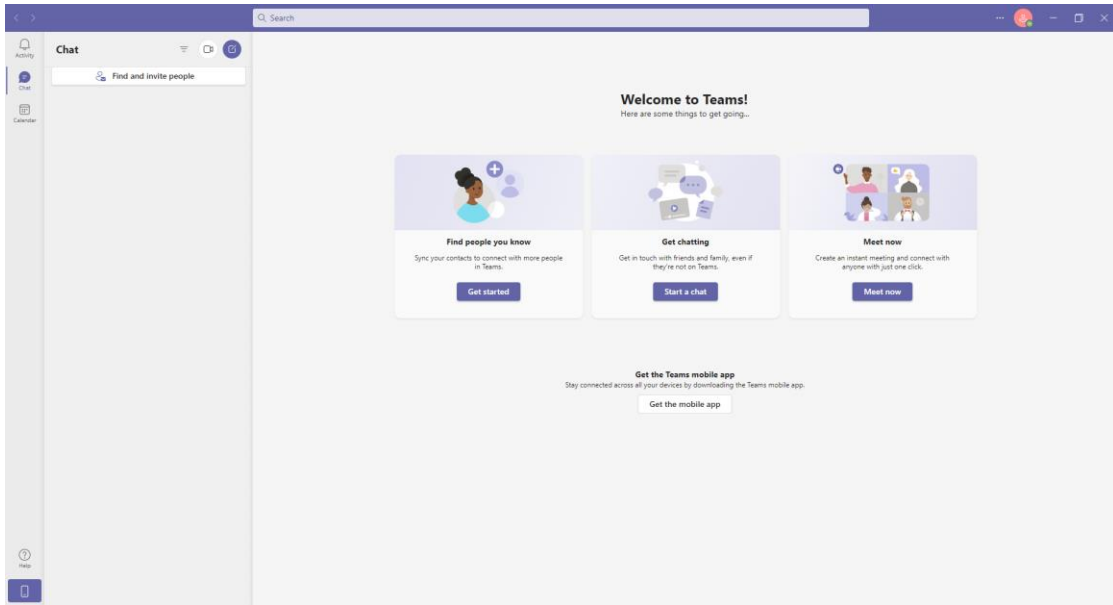 Search
Activity
Chat
Calendar
Help
Chat
Find and invite people
Welcome to Teams!
Here are some things to get going...
Find people you know
Sync your contacts to connect with more people
in Teams.
Get started
Get chatting
Get in touch with friends and family, even if
they're not on Teams.
Start a chat
Meet now
Create an instant meeting and connect with
anyone with just one click.
Meet now
Get the Teams mobile app
Stay connected across all your devices by downloading the Teams mobile app.
Get the mobile app